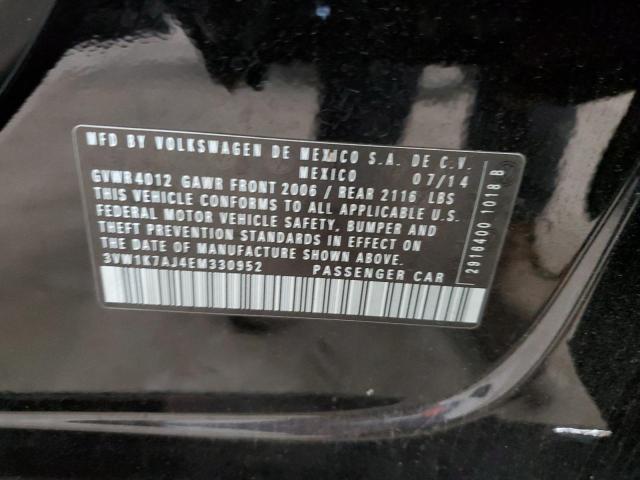 MFD BY VOLKSWAGEN DE MEXICO S.A. DE C.V.
MEXICO 07/14
GVWR4012 GAWR FRONT 2006 / REAR 2116 LBS
THIS VEHICLE CONFORMS TO ALL APPLICABLE U.S.
FEDERAL MOTOR VEHICLE SAFETY, BUMPER AND
THEFT PREVENTION STANDARDS IN EFFECT ON
THE DATE OF MANUFACTURE SHOWN ABOVE.
3VW1K7AJ4EM330952 PASSENGER CAR
2918400 1018 B